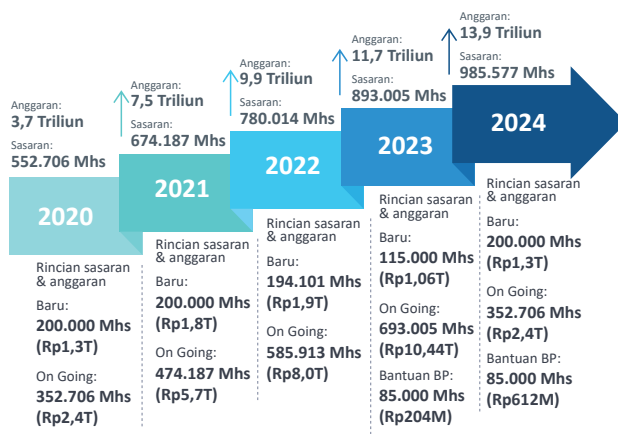 Anggaran:
3,7 Triliun
Sasaran:
552.706 Mhs
2020
Rincian sasaran
& anggaran
Baru:
200.000 Mhs
(Rp1,3T)
On Going:
352.706 Mhs
(Rp2,4T)
Anggaran:
7,5 Triliun
Sasaran:
674.187 Mhs
2021
Rincian sasaran
& anggaran
Baru:
200.000 Mhs
(Rp1,8T)
On Going:
474.187 Mhs
(Rp5,7T)
Anggaran:
9,9 Triliun
Sasaran:
780.014 Mhs
2022
Rincian sasaran
& anggaran
Baru:
194.101 Mhs
(Rp1,9T)
On Going:
585.913 Mhs
(Rp8,0T)
Anggaran:
11,7 Triliun
Sasaran:
893.005 Mhs
2023
Rincian sasaran
& anggaran
Baru:
115.000 Mhs
(Rp1,06T)
On Going:
693.005 Mhs
(Rp10,44T)
Bantuan BP:
85.000 Mhs
(Rp204M)
Anggaran:
13,9 Triliun
Sasaran:
985.577 Mhs
2024
Rincian sasaran
& anggaran
Baru:
200.000 Mhs
(Rp1,3T)
On Going:
352.706 Mhs
(Rp2,4T)
Bantuan BP:
85.000 Mhs
(Rp612M)